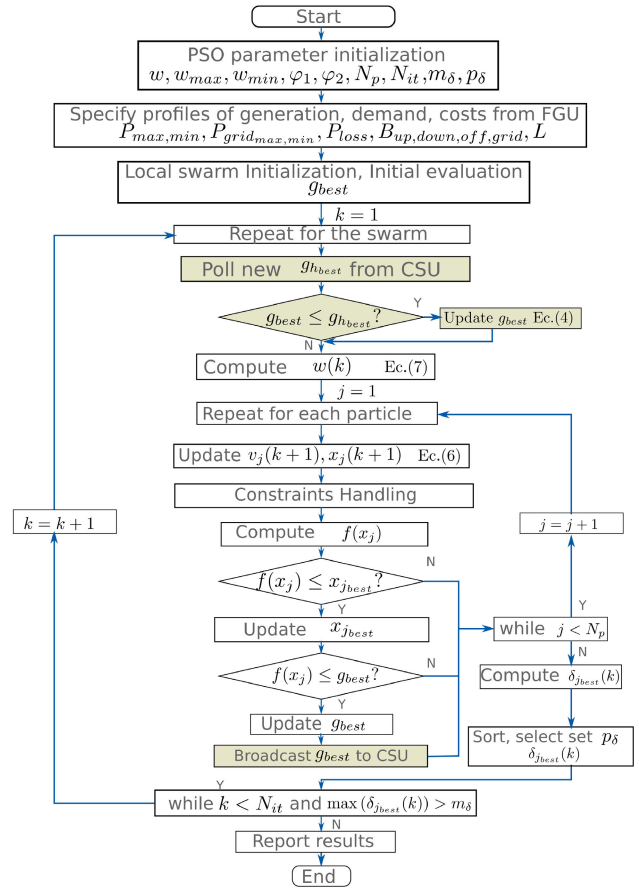 Start
PSO parameter initialization
w, w_max, w_min, φ_1, φ_2, N_p, N_it, m_δ, p_δ
Specify profiles of generation, demand, costs from FGU
P_max,min, P_grid_max,min, P_loss, B_up,down,off,grid, L
Local swarm Initialization, Initial evaluation
g_best
k = 1
Repeat for the swarm
Poll new g_h_best from CSU
g_best ≤ g_h_best?
Y
Update g_best Ec.(4)
N
Compute w(k) Ec.(7)
j = 1
Repeat for each particle
Update v_j(k+1), x_j(k+1) Ec.(6)
Constraints Handling
k = k + 1
j = j + 1
Compute f(x_j)
f(x_j) ≤ x_j_best?
N
Y
Update x_j_best
Y
while j < N_p
N
f(x_j) ≤ g_best?
N
Y
Compute δ_j_best(k)
Update g_best
Broadcast g_best to CSU
Sort, select set p_δ
δ_j_best(k)
Y
while k < N_it and max (δ_j_best(k)) > m_δ
N
Report results
End